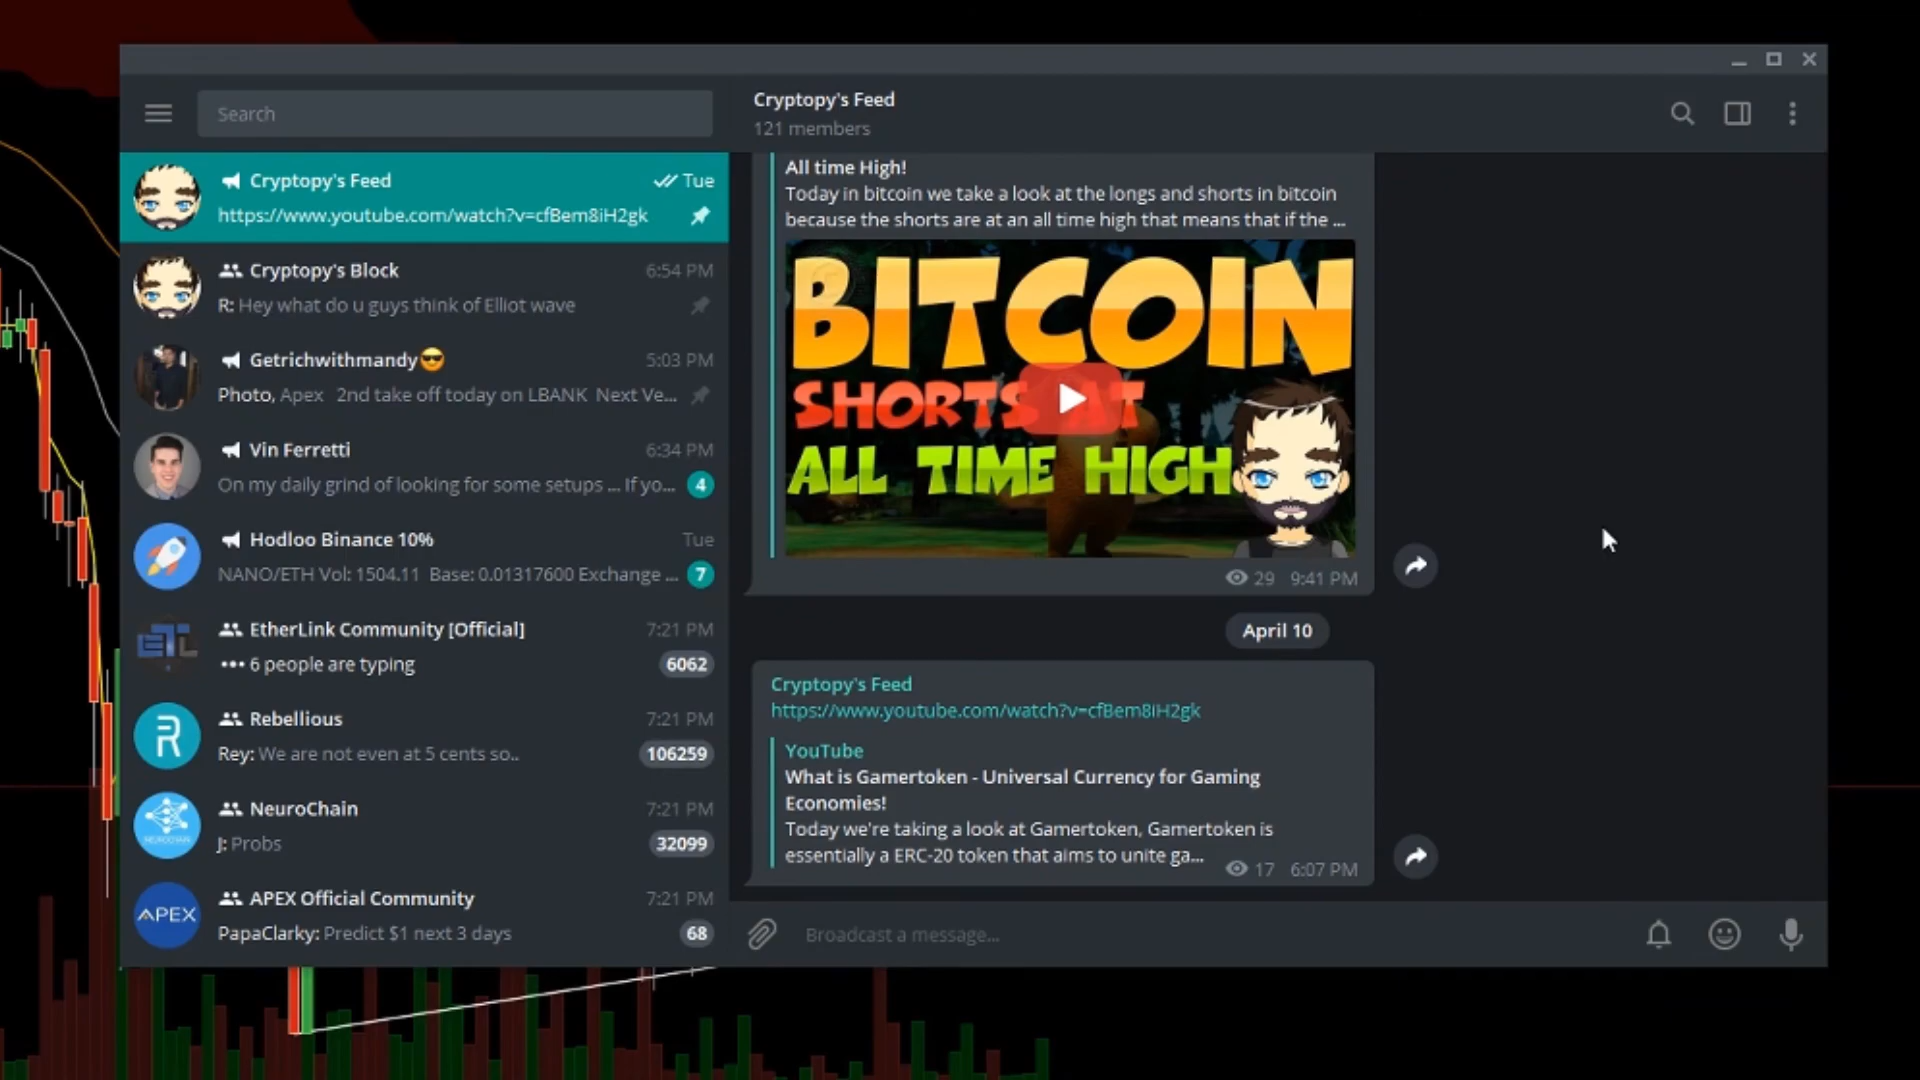 Search
Cryptopy's Feed
Tue
https://www.youtube.com/watch?v=cfBem8iH2gk
Cryptopy's Block
6:54 PM
R: Hey what do u guys think of Elliot wave
Getrichwithmandy😎
5:03 PM
Photo, Apex 2nd take off today on LBANK Next Ve...
Vin Ferretti
6:34 PM
On my daily grind of looking for some setups ... If yo...
4
Hodloo Binance 10%
Tue
NANO/ETH Vol: 1504.11 Base: 0.01317600 Exchange ...
7
EtherLink Community [Official]
7:21 PM
••• 6 people are typing
6062
Rebellious
7:21 PM
Rey: We are not even at 5 cents so..
106259
NeuroChain
7:21 PM
J: Probs
32099
APEX
APEX Official Community
7:21 PM
PapaClarky: Predict $1 next 3 days
68
Cryptopy's Feed
121 members
All time High!
Today in bitcoin we take a look at the longs and shorts in bitcoin
because the shorts are at an all time high that means that if the ...
BITCOIN
SHORTS AT
ALL TIME HIGH
29 9:41 PM
April 10
Cryptopy's Feed
https://www.youtube.com/watch?v=cfBem8iH2gk
YouTube
What is Gamertoken - Universal Currency for Gaming
Economies!
Today we're taking a look at Gamertoken, Gamertoken is
essentially a ERC-20 token that aims to unite ga...
17 6:07 PM
Broadcast a message...